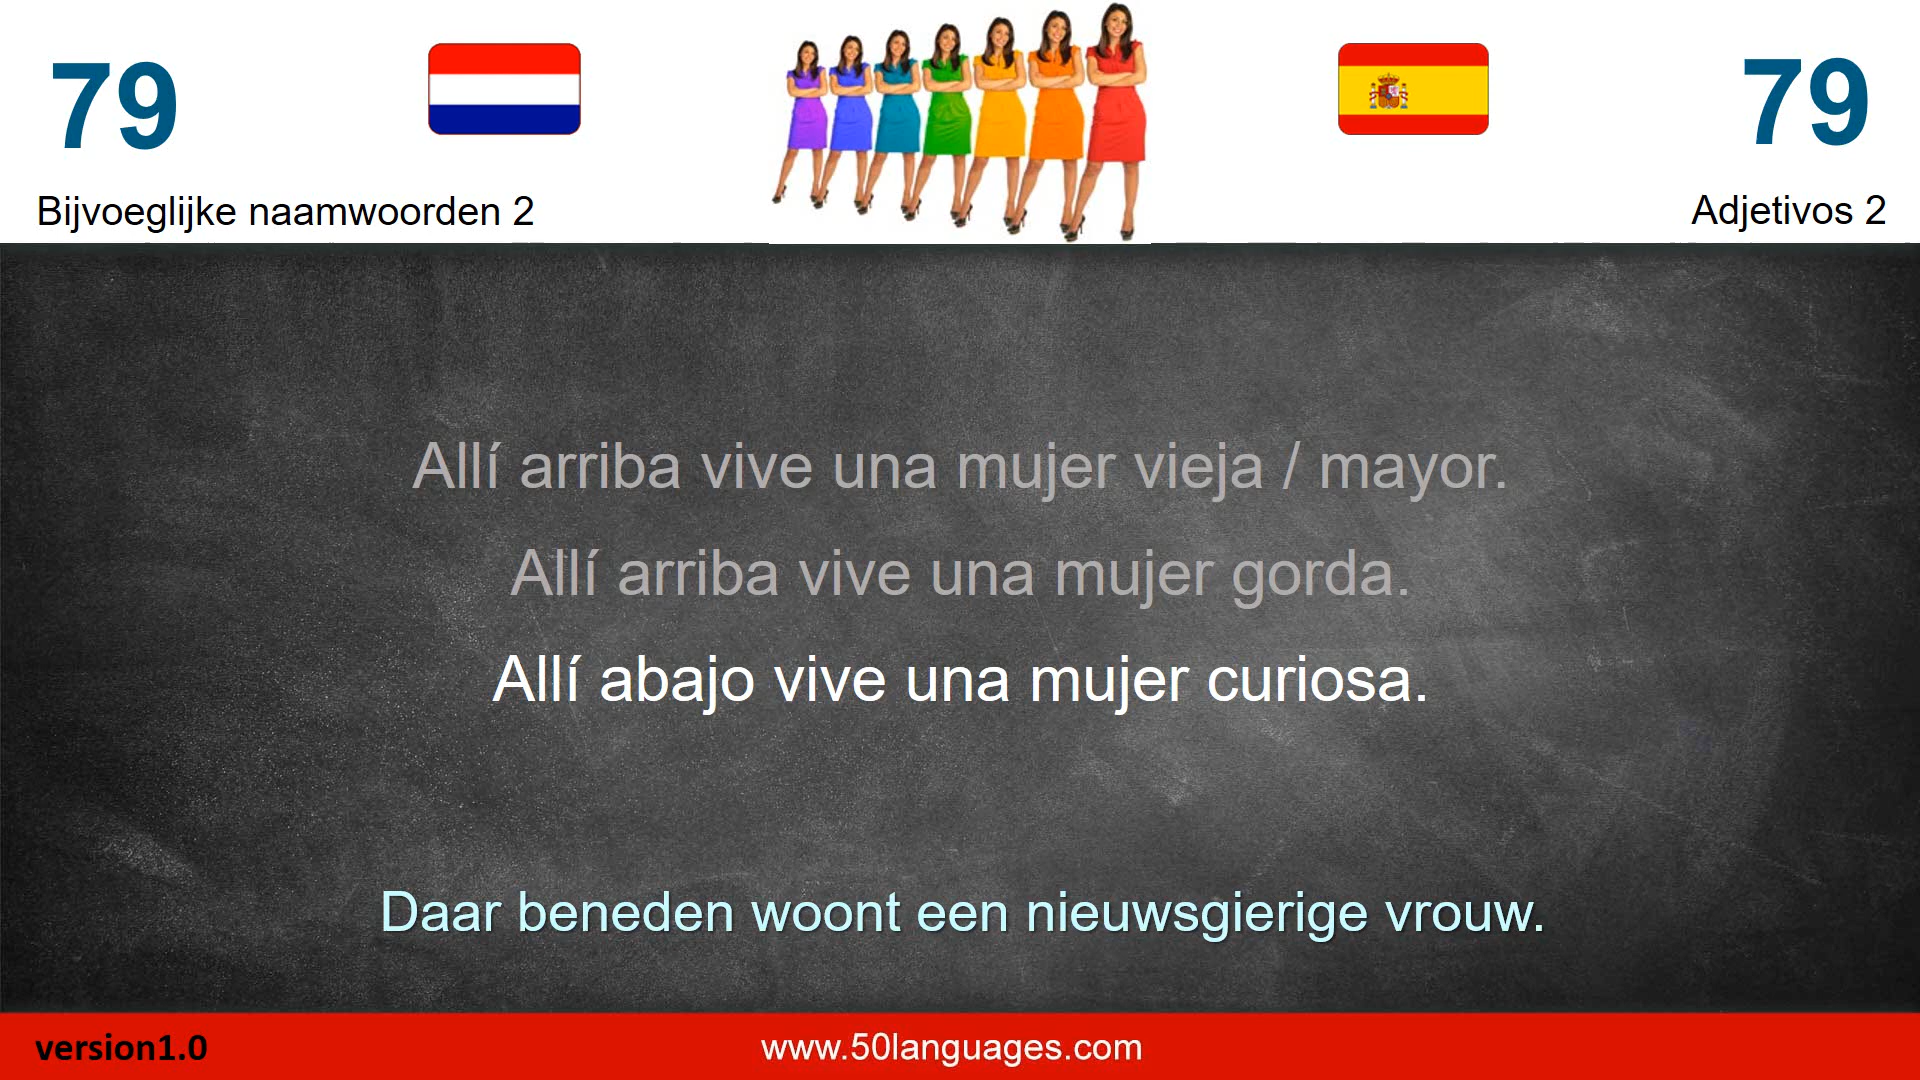 79
79
Bijvoeglijke naamwoorden 2
Adjetivos 2
Allí arriba vive una mujer vieja / mayor.
Allí arriba vive una mujer gorda.
Allí abajo vive una mujer curiosa.
Daar beneden woont een nieuwsgierige vrouw.
version1.0
www.50languages.com